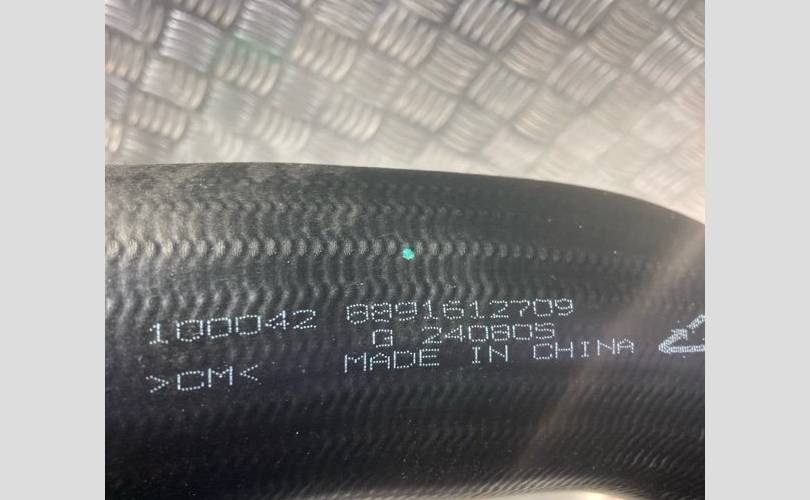 100042 8891612709
G 240805
MADE IN CHINA
>CM<